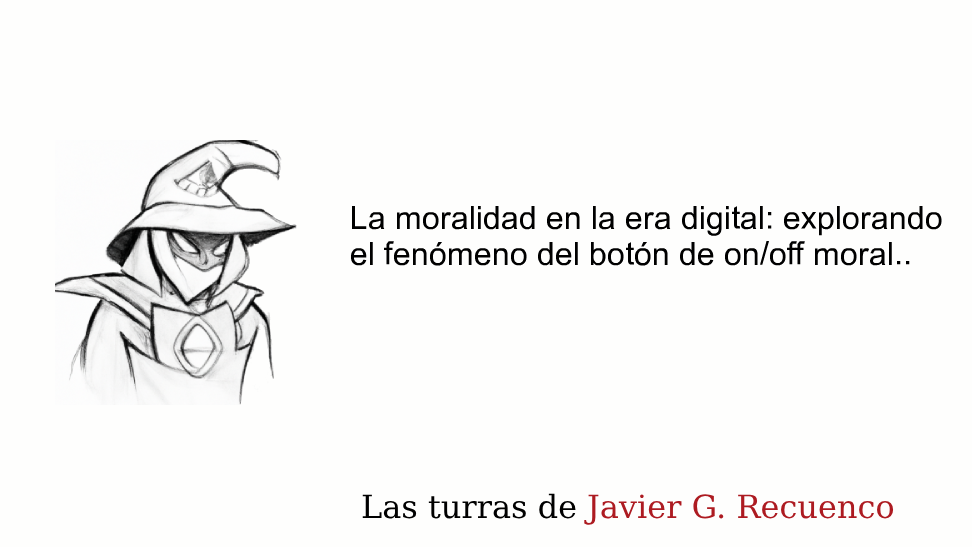 La moralidad en la era digital: explorando
el fenómeno del botón de on/off moral..
Las turras de Javier G. Recuenco